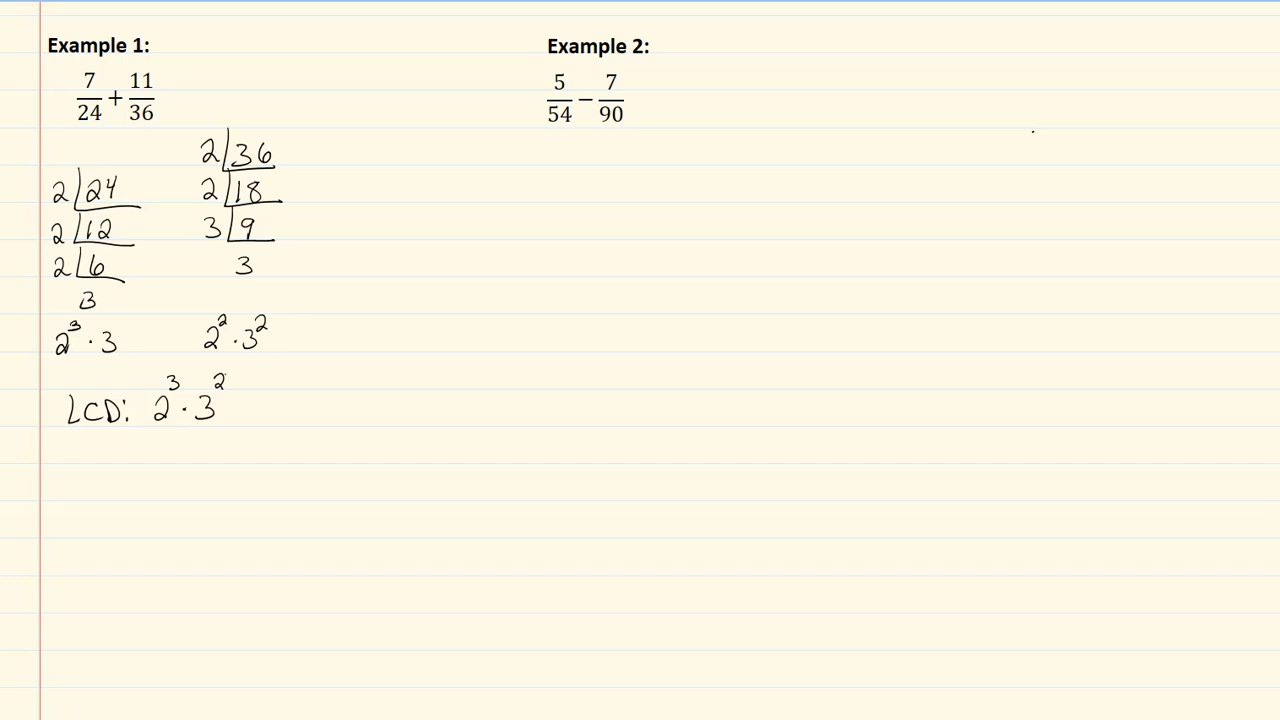 Example 1:
7/24 + 11/36
2 | 24
2 | 12
2 | 6
3
2 | 36
2 | 18
3 | 9
3
2³ · 3
2² · 3²
LCD: 2³ · 3²
Example 2:
5/54 − 7/90